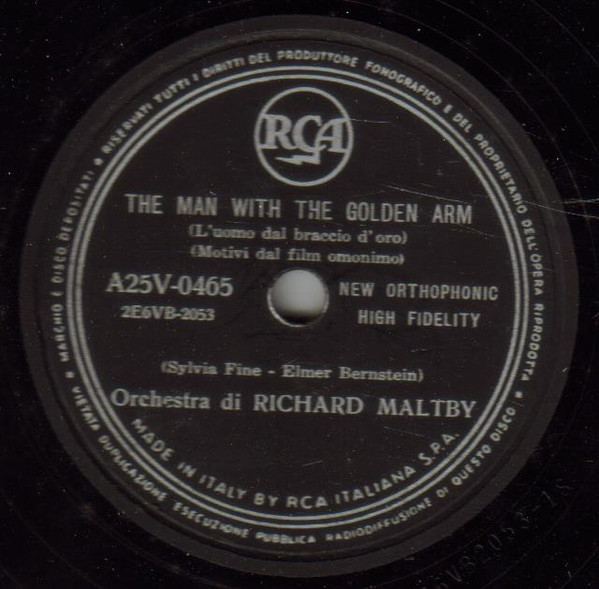 MARCHIO E DISCO DEPOSITATI • RISERVATI TUTTI I DIRITTI DEL PRODUTTORE FONOGRAFICO E DEL PROPRIETARIO DELL'OPERA RIPRODOTTA •
RCA
THE MAN WITH THE GOLDEN ARM
(L'uomo dal braccio d'oro)
(Motivi dal film omonimo)
A25V-0465
2E6VB-2053
NEW ORTHOPHONIC
HIGH FIDELITY
(Sylvia Fine - Elmer Bernstein)
Orchestra di RICHARD MALTBY
MADE IN ITALY BY RCA ITALIANA S.P.A.
• VIETATA DUPLICAZIONE ESECUZIONE PUBBLICA RADIODIFFUSIONE DI QUESTO DISCO •